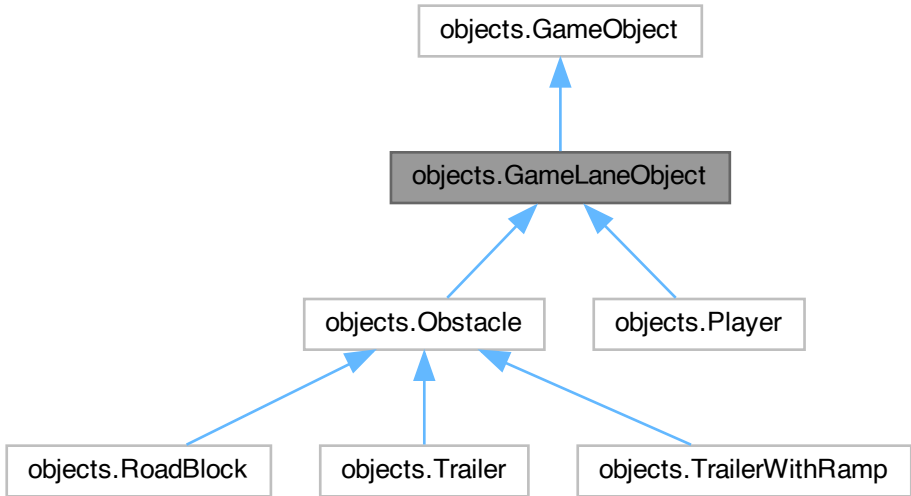 objects.GameObject
objects.GameLaneObject
objects.Obstacle
objects.Player
objects.RoadBlock
objects.Trailer
objects.TrailerWithRamp